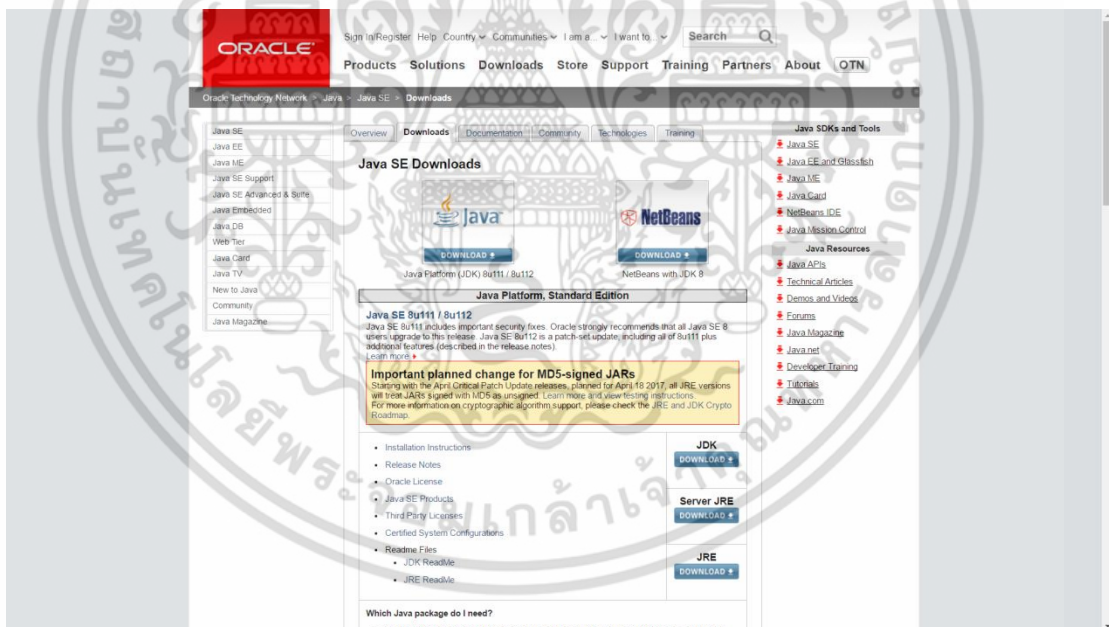 ORACLE
Sign In/Register Help Country Communities I am a... I want to... Search
Products Solutions Downloads Store Support Training Partners About OTN
Oracle Technology Network > Java > Java SE > Downloads
Java SE
Java EE
Java ME
Java SE Support
Java SE Advanced & Suite
Java Embedded
Java DB
Web Tier
Java Card
Java TV
New to Java
Community
Java Magazine
Overview Downloads Documentation Community Technologies Training
Java SE Downloads
Java
NetBeans
DOWNLOAD DOWNLOAD
Java Platform (JDK) 8u111 / 8u112 NetBeans with JDK 8
Java Platform, Standard Edition
Java SE 8u111 / 8u112
Java SE 8u111 includes important security fixes. Oracle strongly recommends that all Java SE 8
users upgrade to this release. Java SE 8u112 is a patch-set update, including all of 8u111 plus
additional features (described in the release notes).
Learn more
Important planned change for MD5-signed JARs
Starting with the April Critical Patch Update releases, planned for April 18 2017, all JRE versions
will treat JARs signed with MD5 as unsigned. Learn more and view testing instructions.
For more information on cryptographic algorithm support, please check the JRE and JDK Crypto
Roadmap.
Installation Instructions
Release Notes
Oracle License
Java SE Products
Third Party Licenses
Certified System Configurations
Readme Files
JDK ReadMe
JRE ReadMe
JDK
DOWNLOAD
Server JRE
DOWNLOAD
JRE
DOWNLOAD
Which Java package do I need?
Java SDKs and Tools
Java SE
Java EE and Glassfish
Java ME
Java Card
NetBeans IDE
Java Mission Control
Java Resources
Java APIs
Technical Articles
Demos and Videos
Forums
Java Magazine
Java.net
Developer Training
Tutorials
Java.com